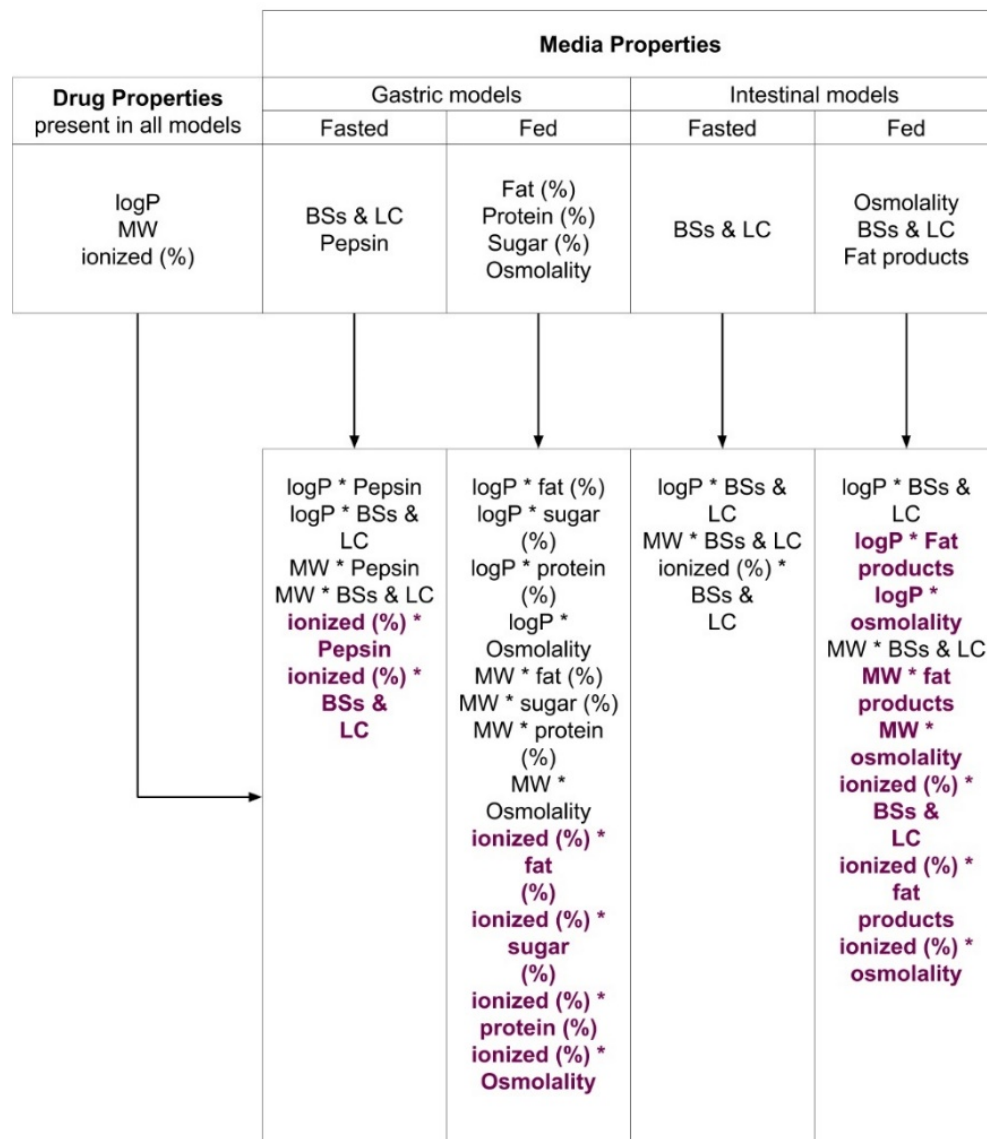 Media Properties
Drug Properties
present in all models
Gastric models
Intestinal models
Fasted
Fed
Fasted
Fed
logP
MW
ionized (%)
BSs & LC
Pepsin
Fat (%)
Protein (%)
Sugar (%)
Osmolality
BSs & LC
Osmolality
BSs & LC
Fat products
logP * Pepsin
logP * BSs &
LC
MW * Pepsin
MW * BSs & LC
ionized (%) *
Pepsin
ionized (%) *
BSs &
LC
logP * fat (%)
logP * sugar
(%)
logP * protein
(%)
logP *
Osmolality
MW * fat (%)
MW * sugar (%)
MW * protein
(%)
MW *
Osmolality
ionized (%) *
fat
(%)
ionized (%) *
sugar
(%)
ionized (%) *
protein (%)
ionized (%) *
Osmolality
logP * BSs &
LC
MW * BSs & LC
ionized (%) *
BSs &
LC
logP * BSs &
LC
logP * Fat
products
logP *
osmolality
MW * BSs & LC
MW * fat
products
MW *
osmolality
ionized (%) *
BSs &
LC
ionized (%) *
fat
products
ionized (%) *
osmolality